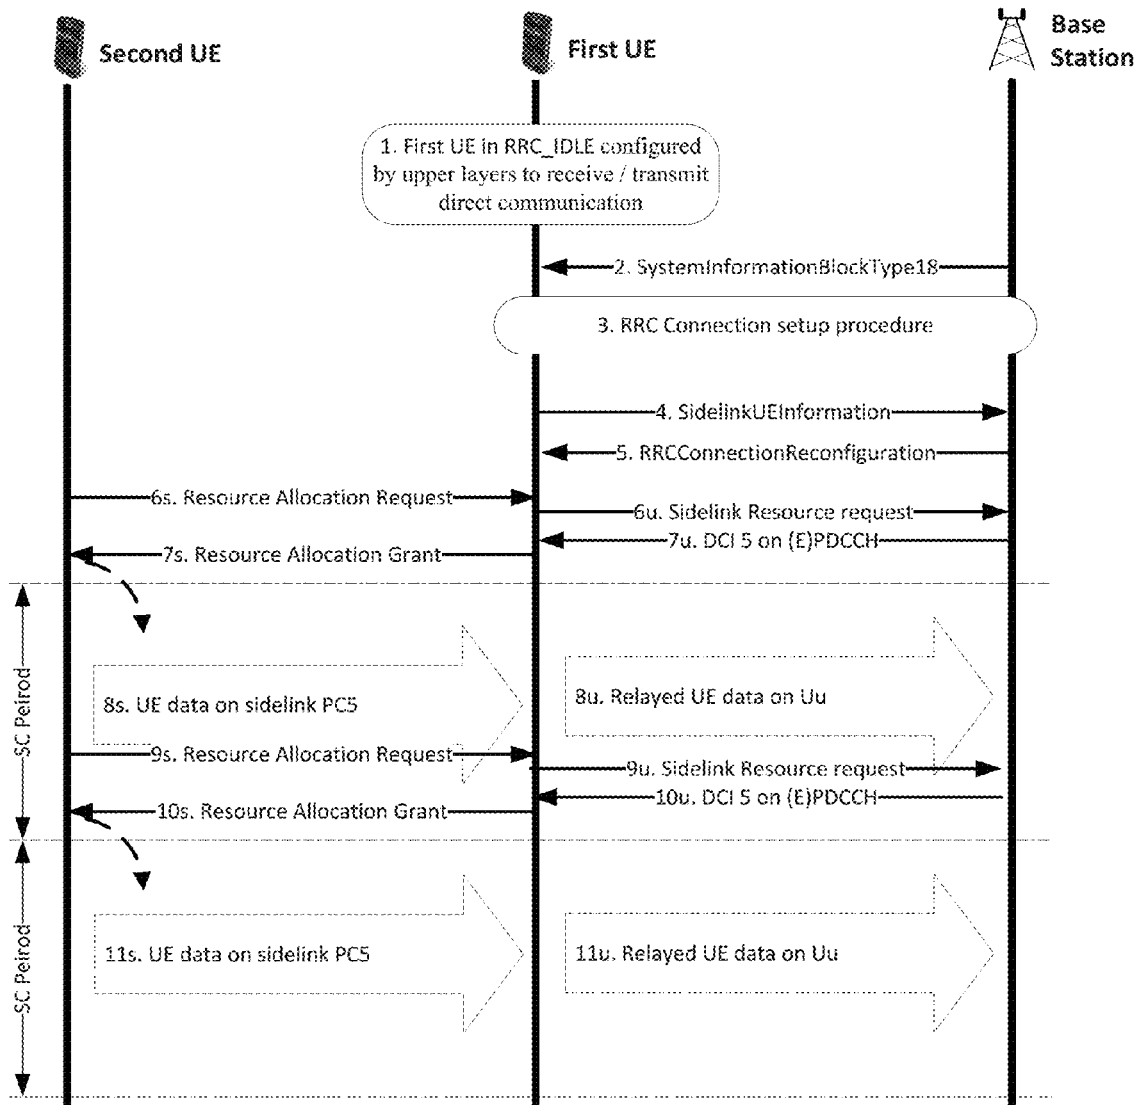 Second UE
First UE
Base
Station
1. First UE in RRC_IDLE configured
by upper layers to receive / transmit
direct communication
2. SystemInformationBlockType18
3. RRC Connection setup procedure
4. SidelinkUEInformation
5. RRCConnectionReconfiguration
6s. Resource Allocation Request
6u. Sidelink Resource request
7u. DCI 5 on (E)PDCCH
7s. Resource Allocation Grant
SC Peirod
8s. UE data on sidelink PC5
8u. Relayed UE data on Uu
9s. Resource Allocation Request
9u. Sidelink Resource request
10u. DCI 5 on (E)PDCCH
10s. Resource Allocation Grant
SC Peirod
11s. UE data on sidelink PC5
11u. Relayed UE data on Uu